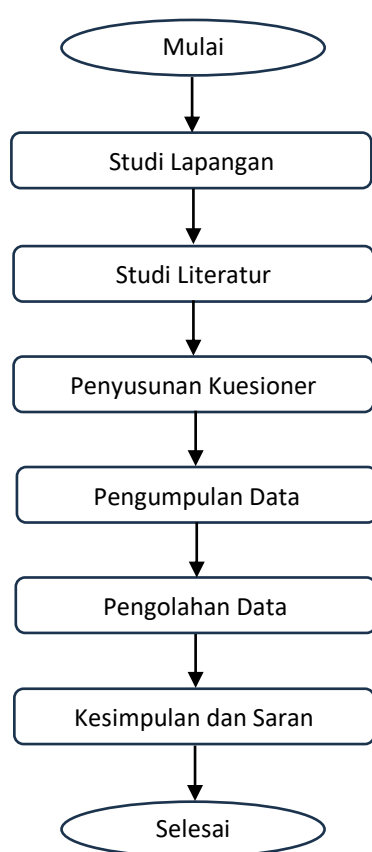 Mulai
Studi Lapangan
Studi Literatur
Penyusunan Kuesioner
Pengumpulan Data
Pengolahan Data
Kesimpulan dan Saran
Selesai